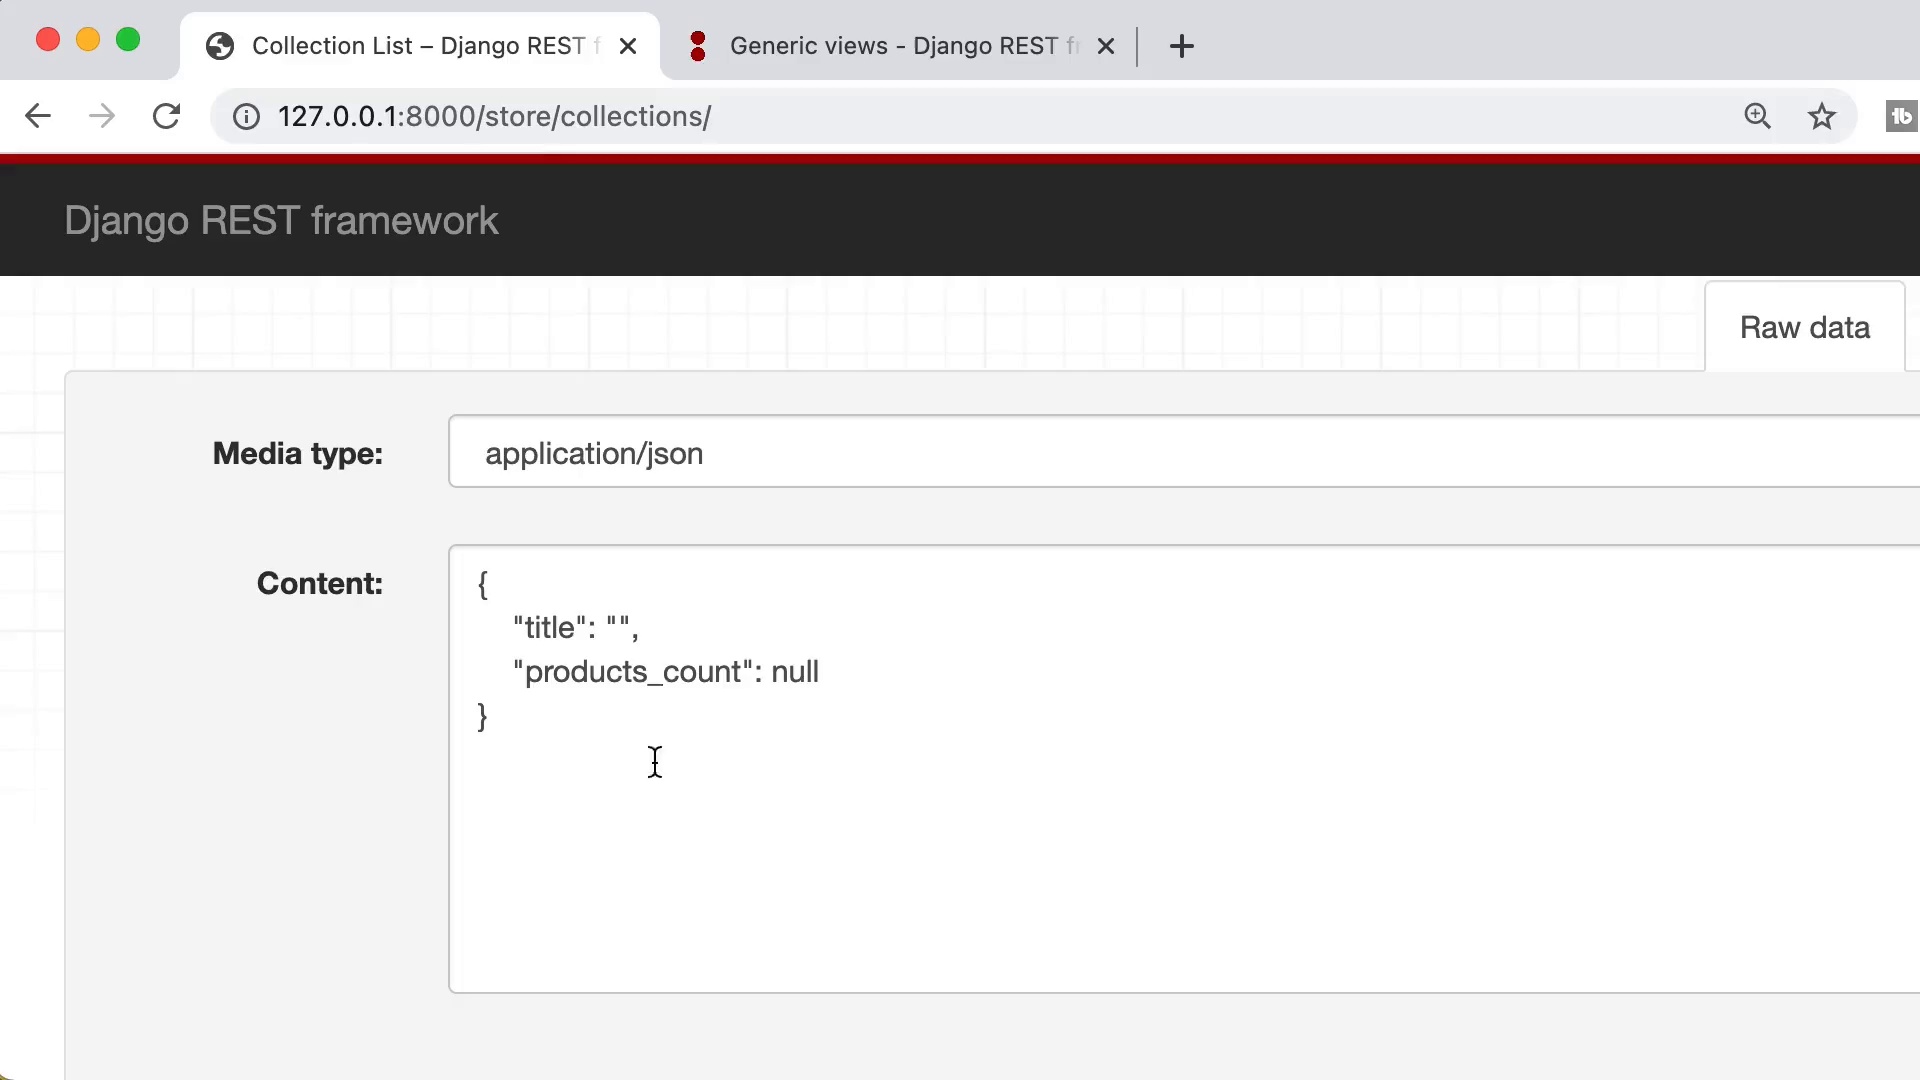 Collection List – Django REST f
Generic views - Django REST f
127.0.0.1:8000/store/collections/
Django REST framework
Raw data
Media type:
application/json
Content:
{
"title": "",
"products_count": null
}